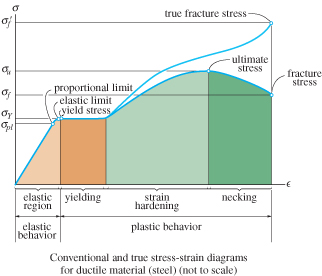 σ
true fracture stress
σ′f
ultimate
stress
σu
fracture
stress
proportional limit
σf
elastic limit
yield stress
σY
σpl
ϵ
elastic
region
yielding
strain
hardening
necking
elastic
behavior
plastic behavior
Conventional and true stress-strain diagrams
for ductile material (steel) (not to scale)